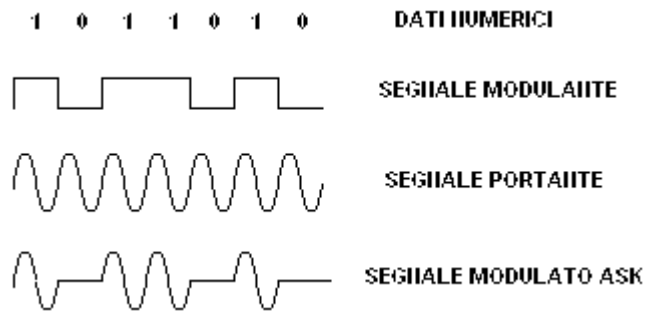 1 0 1 1 0 1 0 DATI NUMERICI
SEGNALE MODULANTE
SEGNALE PORTANTE
SEGNALE MODULATO ASK